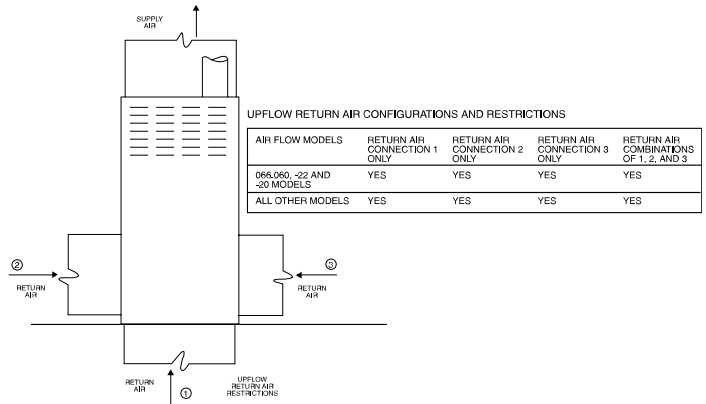 SUPPLY
AIR
UPFLOW RETURN AIR CONFIGURATIONS AND RESTRICTIONS
AIR FLOW MODELS RETURN AIR CONNECTION 1 ONLY RETURN AIR CONNECTION 2 ONLY RETURN AIR CONNECTION 3 ONLY RETURN AIR COMBINATIONS OF 1, 2, AND 3
066.060, -22 AND -20 MODELS YES YES YES YES
ALL OTHER MODELS YES YES YES YES
②
RETURN
AIR
③
RETURN
AIR
RETURN
AIR
①
UPFLOW
RETURN AIR
RESTRICTIONS